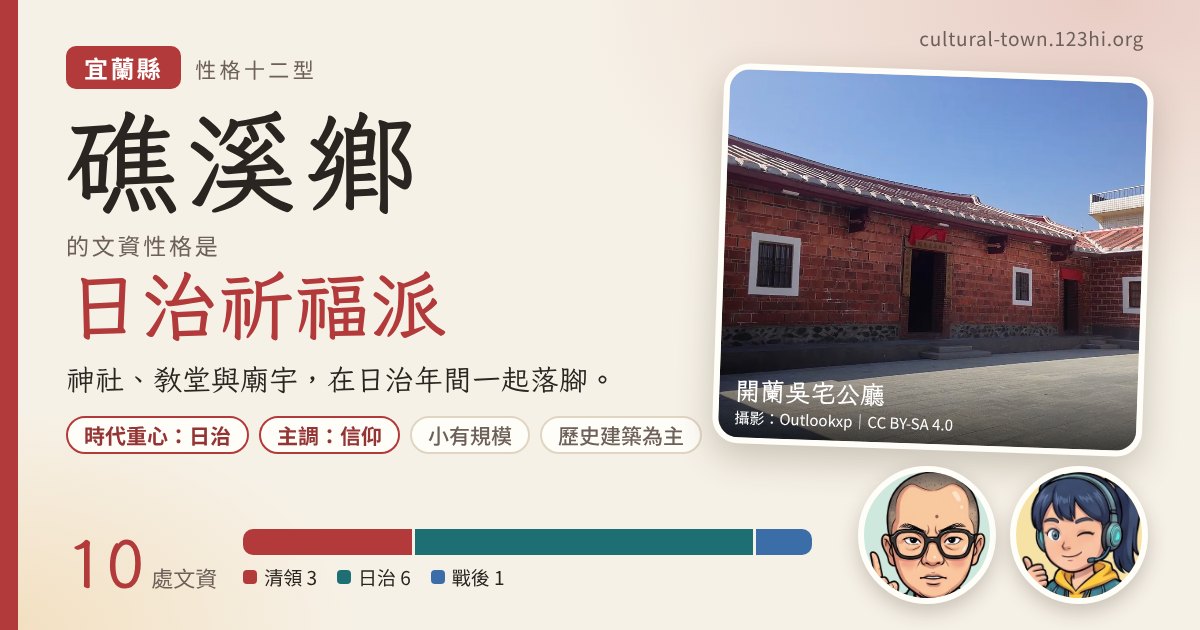 宜蘭縣 性格十二型
cultural-town.123hi.org
礁溪鄉
的文資性格是
日治祈福派
神社、教堂與廟宇，在日治年間一起落腳。
時代重心：日治 主調：信仰 小有規模 歷史建築為主
開蘭吳宅公廳
攝影：Outlookxp｜CC BY-SA 4.0
10 處文資
清領 3 日治 6 戰後 1